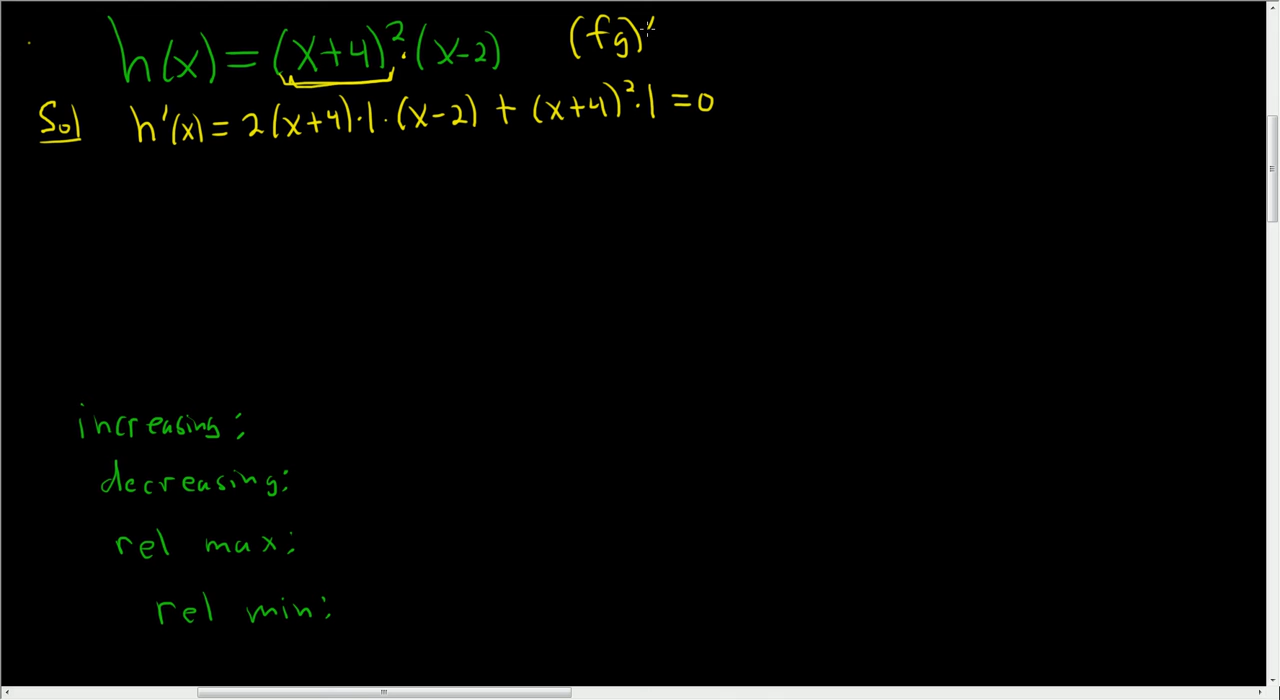 h(x) = (x+4)²·(x-2) (fg)'
Sol h'(x) = 2(x+4)·1·(x-2) + (x+4)²·1 = 0
increasing:
decreasing:
rel max:
rel min: